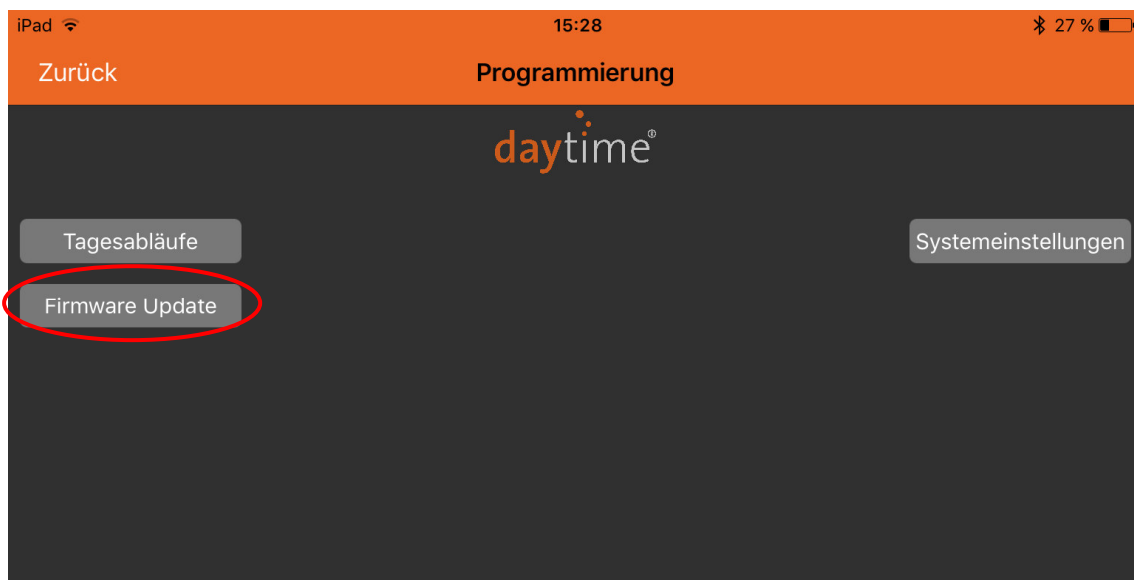 iPad 15:28 27 %
Zurück Programmierung
daytime®
Tagesabläufe Systemeinstellungen
Firmware Update